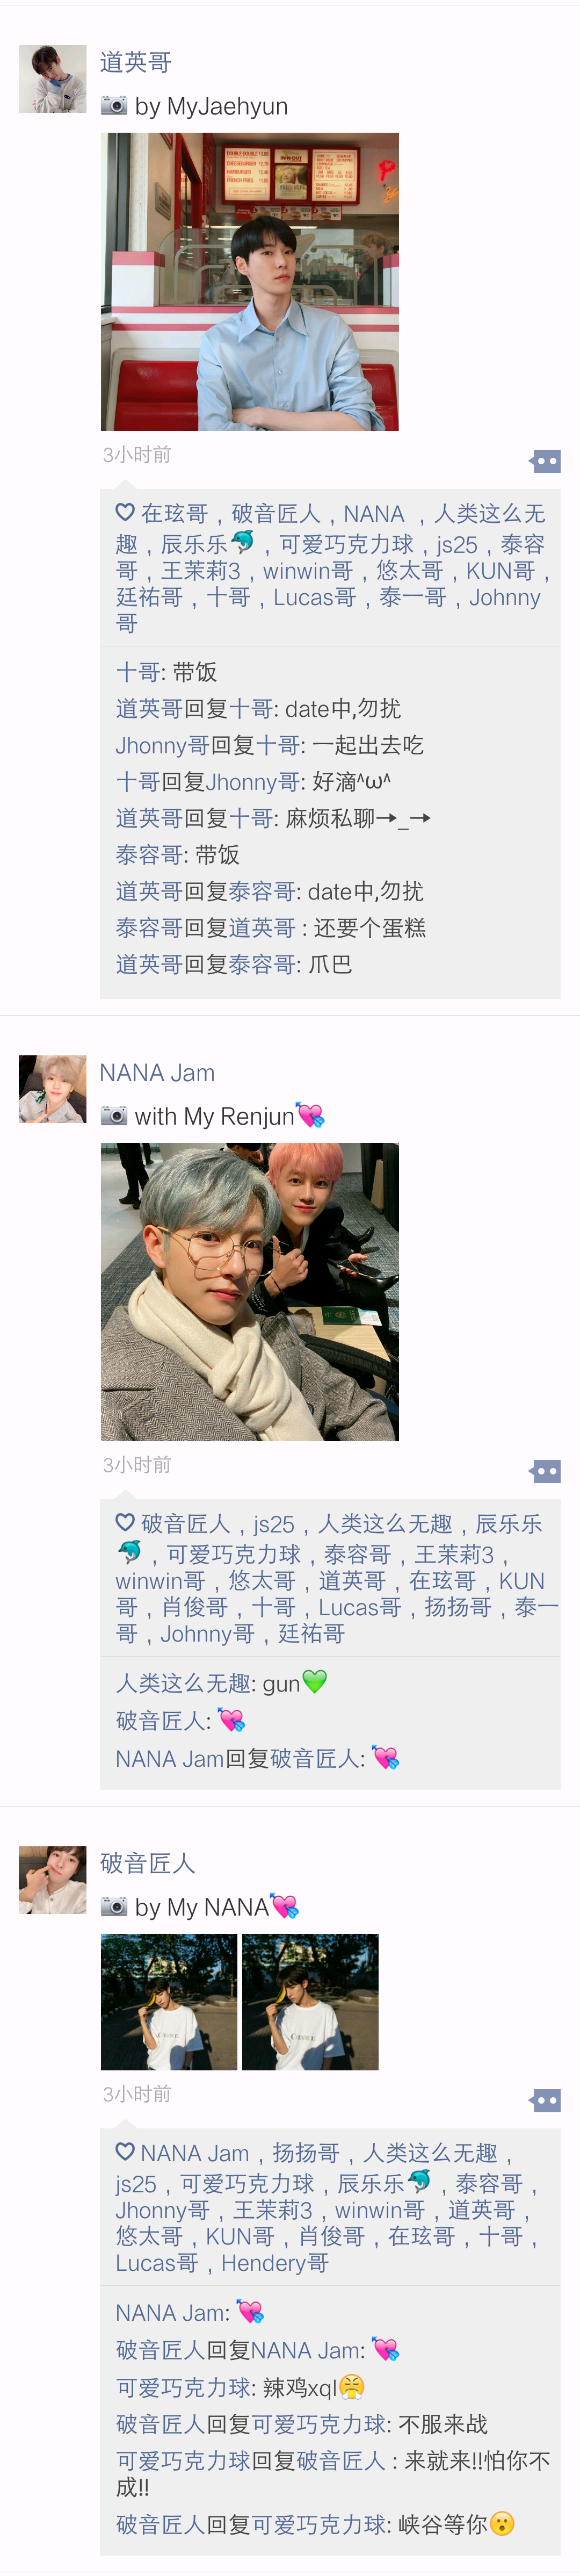 道英哥
📷 by MyJaehyun
DOUBLE DOUBLE
CHEESEBURGER
HAMBURGER
FRENCH FRIES
IN-N-OUT
3小时前
♡ 在玹哥，破音匠人，NANA ，人类这么无
趣，辰乐乐🐬，可爱巧克力球，js25，泰容
哥，王茉莉3，winwin哥，悠太哥，KUN哥，
廷祐哥，十哥，Lucas哥，泰一哥，Johnny
哥
十哥: 带饭
道英哥回复十哥: date中,勿扰
Jhonny哥回复十哥: 一起出去吃
十哥回复Jhonny哥: 好滴^ω^
道英哥回复十哥: 麻烦私聊→_→
泰容哥: 带饭
道英哥回复泰容哥: date中,勿扰
泰容哥回复道英哥 : 还要个蛋糕
道英哥回复泰容哥: 爪巴
NANA Jam
📷 with My Renjun💘
3小时前
♡ 破音匠人，js25，人类这么无趣，辰乐乐
🐬，可爱巧克力球，泰容哥，王茉莉3，
winwin哥，悠太哥，道英哥，在玹哥，KUN
哥，肖俊哥，十哥，Lucas哥，扬扬哥，泰一
哥，Johnny哥，廷祐哥
人类这么无趣: gun💚
破音匠人: 💘
NANA Jam回复破音匠人: 💘
破音匠人
📷 by My NANA💘
3小时前
♡ NANA Jam，扬扬哥，人类这么无趣，
js25，可爱巧克力球，辰乐乐🐬，泰容哥，
Jhonny哥，王茉莉3，winwin哥，道英哥，
悠太哥，KUN哥，肖俊哥，在玹哥，十哥，
Lucas哥，Hendery哥
NANA Jam: 💘
破音匠人回复NANA Jam: 💘
可爱巧克力球: 辣鸡xql😤
破音匠人回复可爱巧克力球: 不服来战
可爱巧克力球回复破音匠人 : 来就来!!怕你不
成!!
破音匠人回复可爱巧克力球: 峡谷等你😮